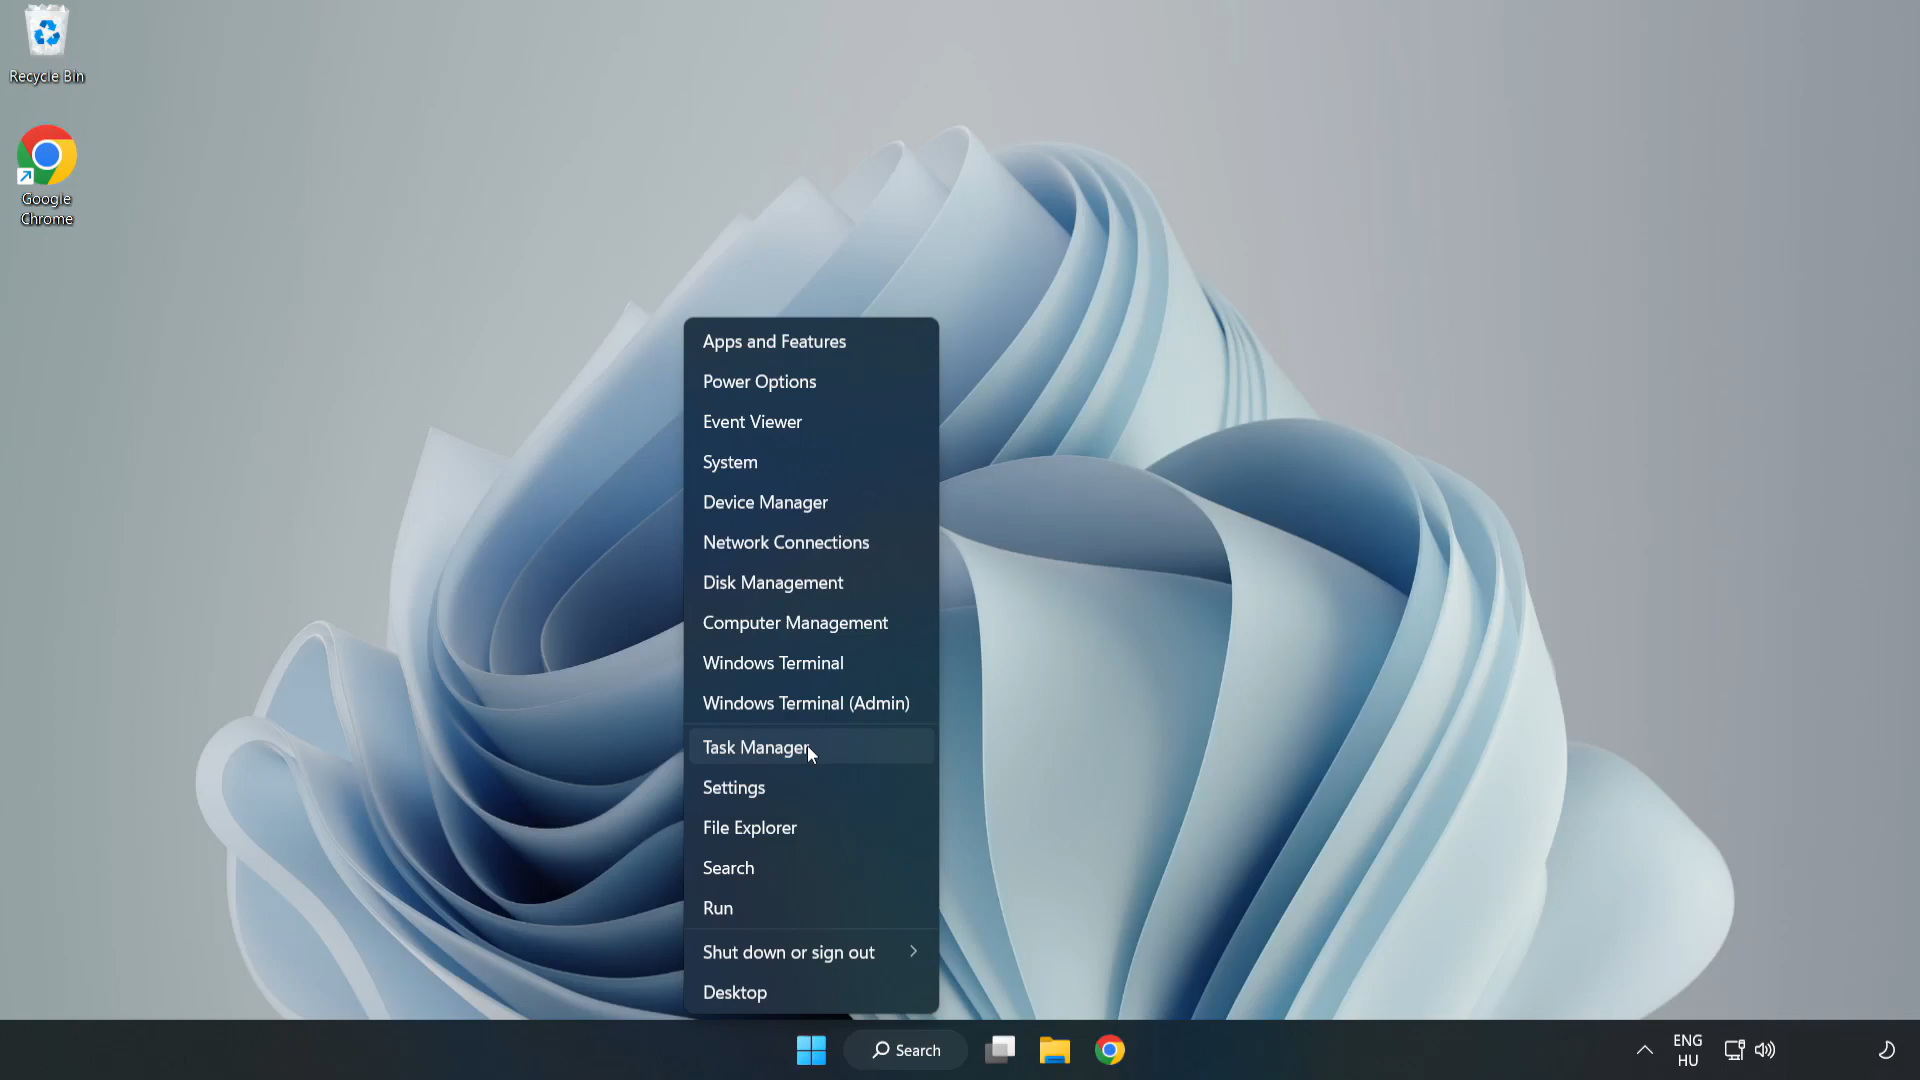 Recycle Bin
Google
Chrome
Apps and Features
Power Options
Event Viewer
System
Device Manager
Network Connections
Disk Management
Computer Management
Windows Terminal
Windows Terminal (Admin)
Task Manager
Settings
File Explorer
Search
Run
Shut down or sign out
Desktop
Search
ENG
HU